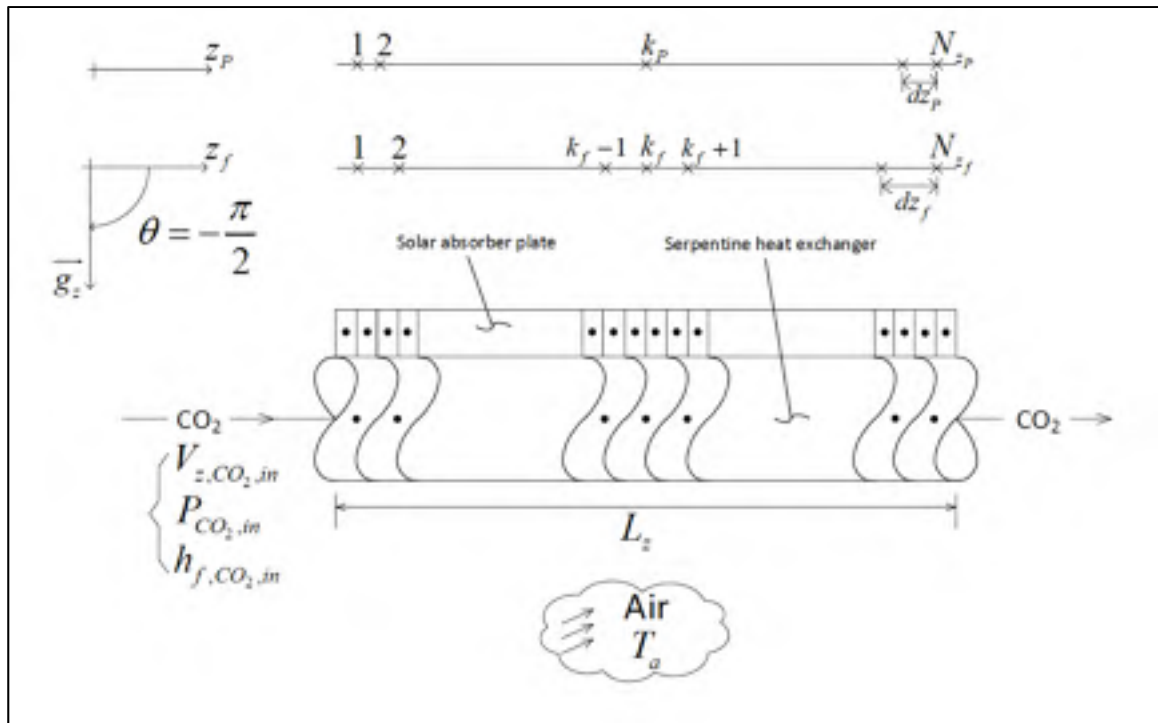 z_P 1 2 k_P N_{z_P}
dz_P
z_f 1 2 k_f −1 k_f k_f +1 N_{z_f}
dz_f
θ = −π/2
g_z
Solar absorber plate Serpentine heat exchanger
CO₂ CO₂
V_{z,CO₂,in}
P_{CO₂,in}
h_{f,CO₂,in}
L_z
Air
T_a